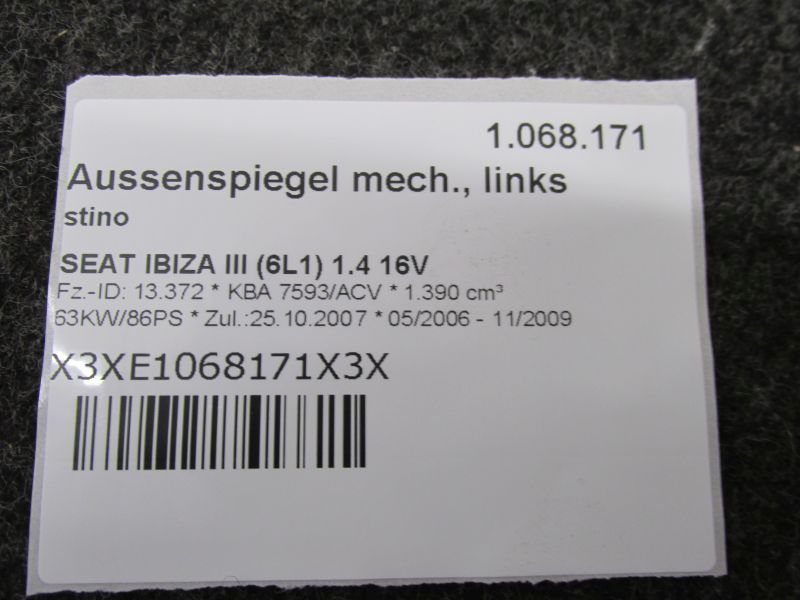 1.068.171
Aussenspiegel mech., links
stino
SEAT IBIZA III (6L1) 1.4 16V
Fz.-ID: 13.372 * KBA 7593/ACV * 1.390 cm³
63KW/86PS * Zul.:25.10.2007 * 05/2006 - 11/2009
X3XE1068171X3X